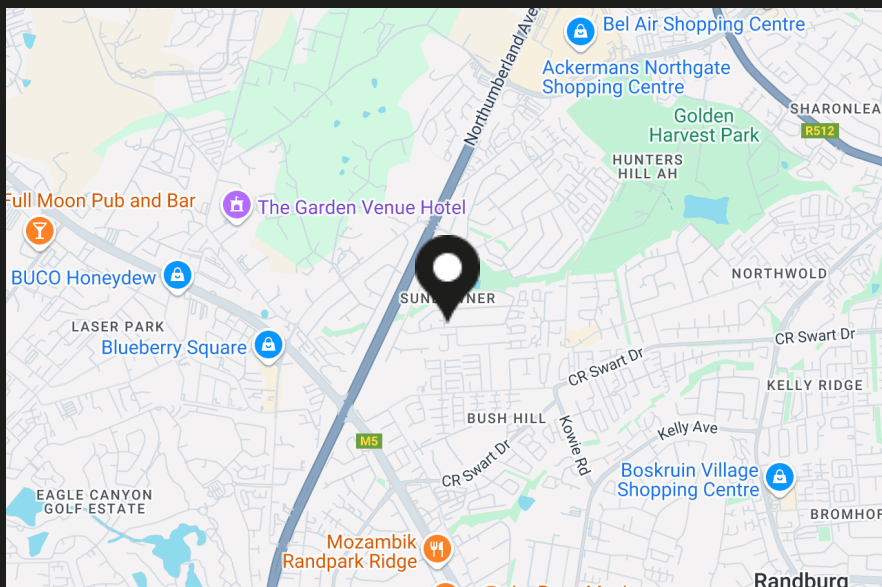 Bel Air Shopping Centre
Northumberland Ave
Ackermans Northgate
Shopping Centre
SHARONLEA
Golden
Harvest Park
R512
HUNTERS
HILL AH
Full Moon Pub and Bar
The Garden Venue Hotel
BUCO Honeydew
NORTHWOLD
LASER PARK
Blueberry Square
CR Swart Dr
CR Swart Dr
KELLY RIDGE
BUSH HILL
Kowie Rd
Kelly Ave
M5
CR Swart Dr
Boskruin Village
Shopping Centre
EAGLE CANYON
GOLF ESTATE
BROMHOF
Mozambik
Randpark Ridge
Randburg